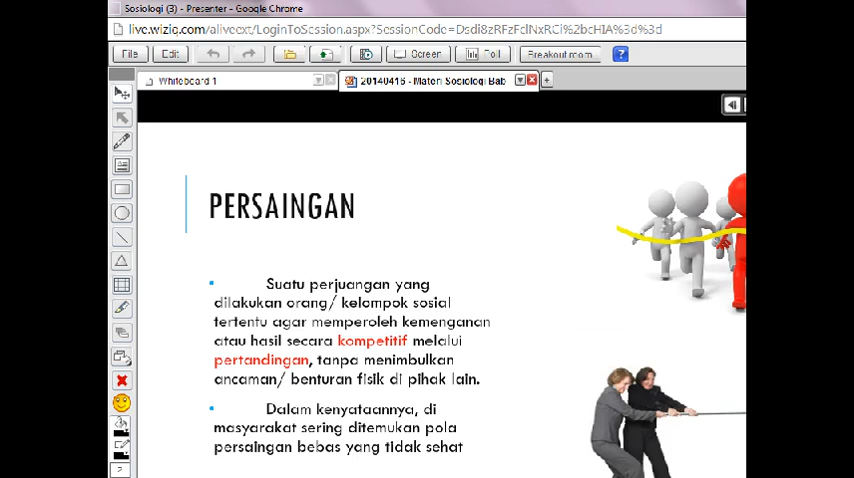 Sosiologi (3) - Presenter - Google Chrome
live.wiziq.com/aliveext/LoginToSession.aspx?SessionCode=Dsdi8zRFzFclNxRCi%2bcHIA%3d%3d
File Edit Screen Poll Breakout room ?
Whiteboard 1 20140416 - Materi Sosiologi Bab
PERSAINGAN
Suatu perjuangan yang
dilakukan orang/ kelompok sosial
tertentu agar memperoleh kemenganan
atau hasil secara kompetitif melalui
pertandingan, tanpa menimbulkan
ancaman/ benturan fisik di pihak lain.
Dalam kenyataannya, di
masyarakat sering ditemukan pola
persaingan bebas yang tidak sehat
2